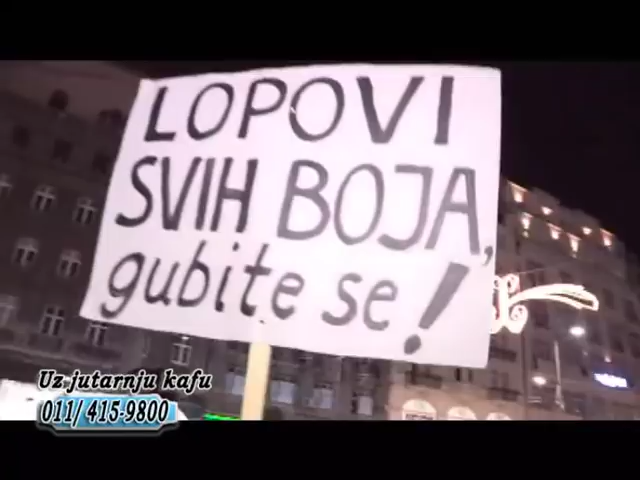 LOPOVI
SVIH BOJA,
gubite se!
Uz jutarnju kafu
011/ 415-9800